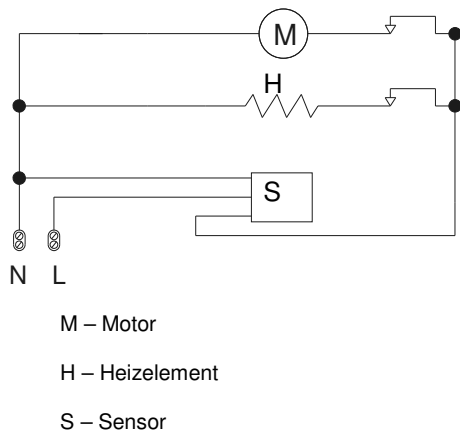 M
H
S
N L
M – Motor
H – Heizelement
S – Sensor